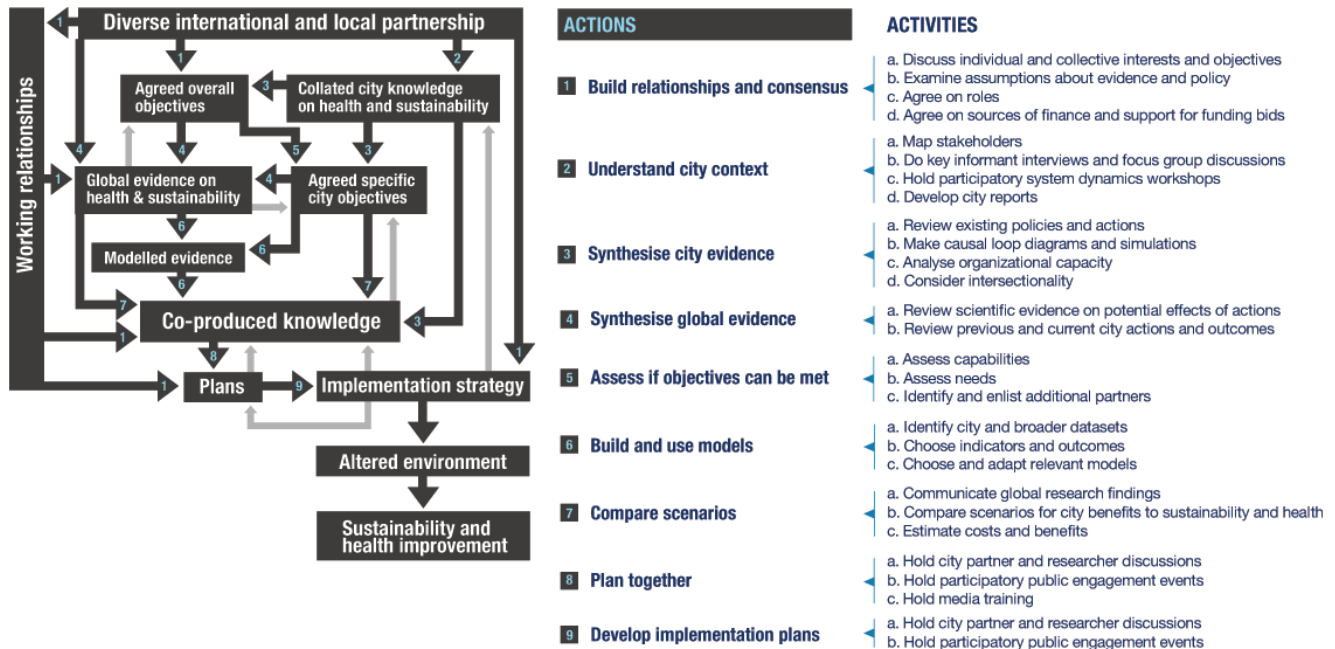 Diverse international and local partnership
1
1
2
1
Working relationships
Agreed overall
objectives
3
Collated city knowledge
on health and sustainability
4
4
5
3
1
Global evidence on
health & sustainability
4
Agreed specific
city objectives
6
6
Modelled evidence
6
7
7
Co-produced knowledge
3
1
8
1
1
Plans
9
Implementation strategy
Altered environment
Sustainability and
health improvement
ACTIONS
ACTIVITIES
1 Build relationships and consensus
a. Discuss individual and collective interests and objectives
b. Examine assumptions about evidence and policy
c. Agree on roles
d. Agree on sources of finance and support for funding bids
2 Understand city context
a. Map stakeholders
b. Do key informant interviews and focus group discussions
c. Hold participatory system dynamics workshops
d. Develop city reports
3 Synthesise city evidence
a. Review existing policies and actions
b. Make causal loop diagrams and simulations
c. Analyse organizational capacity
d. Consider intersectionality
4 Synthesise global evidence
a. Review scientific evidence on potential effects of actions
b. Review previous and current city actions and outcomes
5 Assess if objectives can be met
a. Assess capabilities
b. Assess needs
c. Identify and enlist additional partners
6 Build and use models
a. Identify city and broader datasets
b. Choose indicators and outcomes
c. Choose and adapt relevant models
7 Compare scenarios
a. Communicate global research findings
b. Compare scenarios for city benefits to sustainability and health
c. Estimate costs and benefits
8 Plan together
a. Hold city partner and researcher discussions
b. Hold participatory public engagement events
c. Hold media training
9 Develop implementation plans
a. Hold city partner and researcher discussions
b. Hold participatory public engagement events